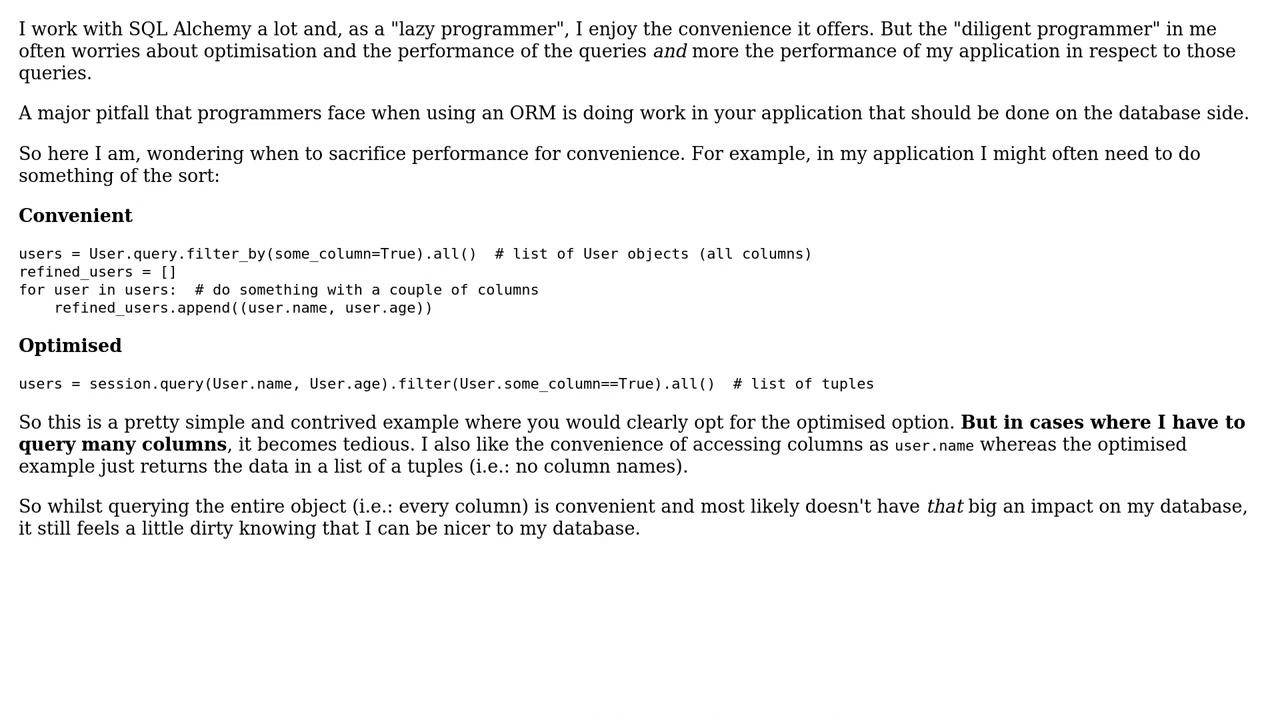 I work with SQL Alchemy a lot and, as a "lazy programmer", I enjoy the convenience it offers. But the "diligent programmer" in me
often worries about optimisation and the performance of the queries and more the performance of my application in respect to those
queries.
A major pitfall that programmers face when using an ORM is doing work in your application that should be done on the database side.
So here I am, wondering when to sacrifice performance for convenience. For example, in my application I might often need to do
something of the sort:
Convenient
users = User.query.filter_by(some_column=True).all()  # list of User objects (all columns)
refined_users = []
for user in users:  # do something with a couple of columns
    refined_users.append((user.name, user.age))
Optimised
users = session.query(User.name, User.age).filter(User.some_column==True).all()  # list of tuples
So this is a pretty simple and contrived example where you would clearly opt for the optimised option. But in cases where I have to
query many columns, it becomes tedious. I also like the convenience of accessing columns as user.name whereas the optimised
example just returns the data in a list of a tuples (i.e.: no column names).
So whilst querying the entire object (i.e.: every column) is convenient and most likely doesn't have that big an impact on my database,
it still feels a little dirty knowing that I can be nicer to my database.